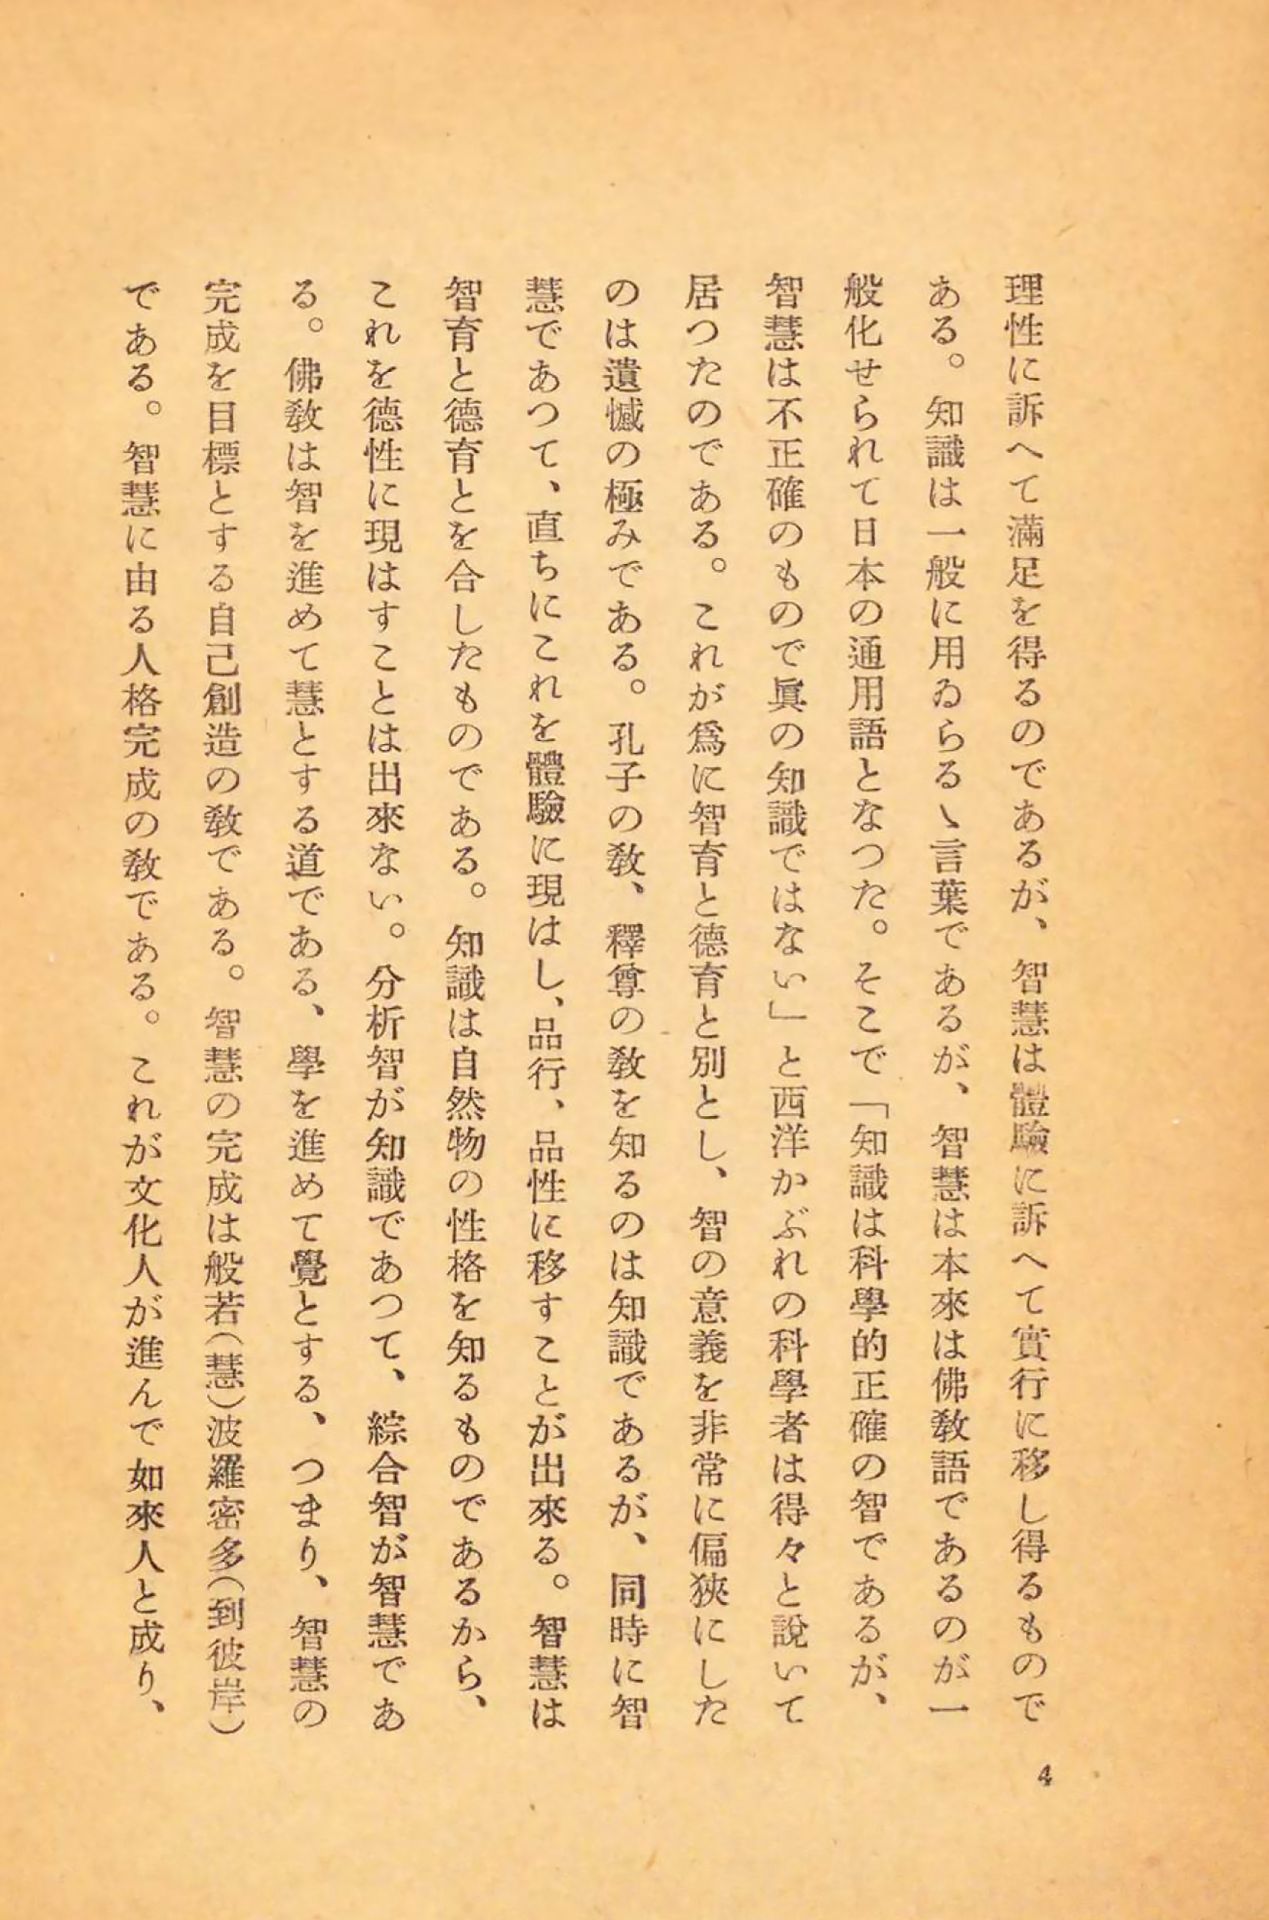 理性に訴へて滿足を得るのであるが、智慧は體驗に訴へて實行に移し得るもので
ある。知識は一般に用ゐらるゝ言葉であるが、智慧は本來は佛敎語であるのが一
般化せられて日本の通用語となつた。そこで「知識は科學的正確の智であるが、
智慧は不正確のもので眞の知識ではない」と西洋かぶれの科學者は得々と說いて
居つたのである。これが爲に智育と德育と別とし、智の意義を非常に偏狹にした
のは遺憾の極みである。孔子の敎、釋尊の敎を知るのは知識であるが、同時に智
慧であつて、直ちにこれを體驗に現はし、品行、品性に移すことが出來る。智慧は
智育と德育とを合したものである。知識は自然物の性格を知るものであるから、
これを德性に現はすことは出來ない。分析智が知識であつて、綜合智が智慧であ
る。佛敎は智を進めて慧とする道である、學を進めて覺とする、つまり、智慧の
完成を目標とする自己創造の敎である。智慧の完成は般若（慧）波羅密多（到彼岸）
である。智慧に由る人格完成の敎である。これが文化人が進んで如來人と成り、
4